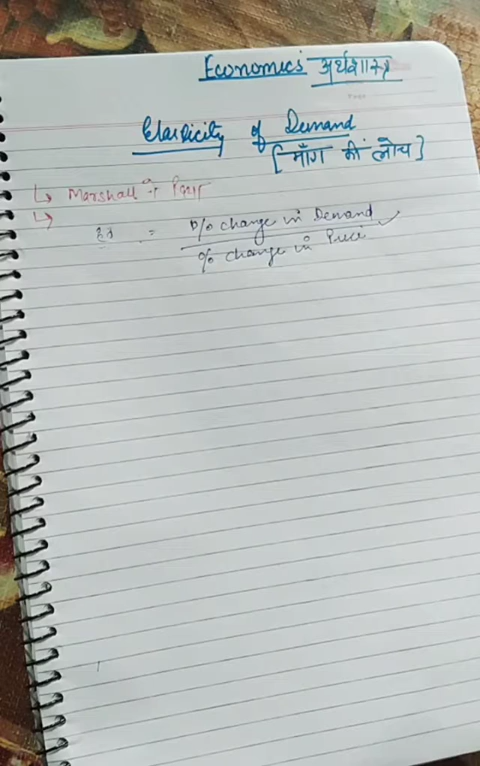 Economics अर्थशास्त्र
Elasticity of Demand
[माँग की लोच]
↳ Marshall ने दिया
↳
Ed = % change in Demand ✓
% change in Price